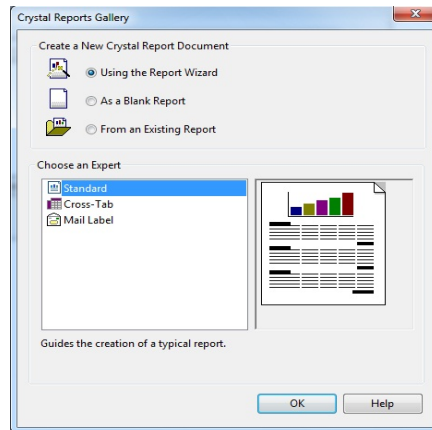 Crystal Reports Gallery
Create a New Crystal Report Document
Using the Report Wizard
As a Blank Report
From an Existing Report
Choose an Expert
Standard
Cross-Tab
Mail Label
Guides the creation of a typical report.
OK
Help